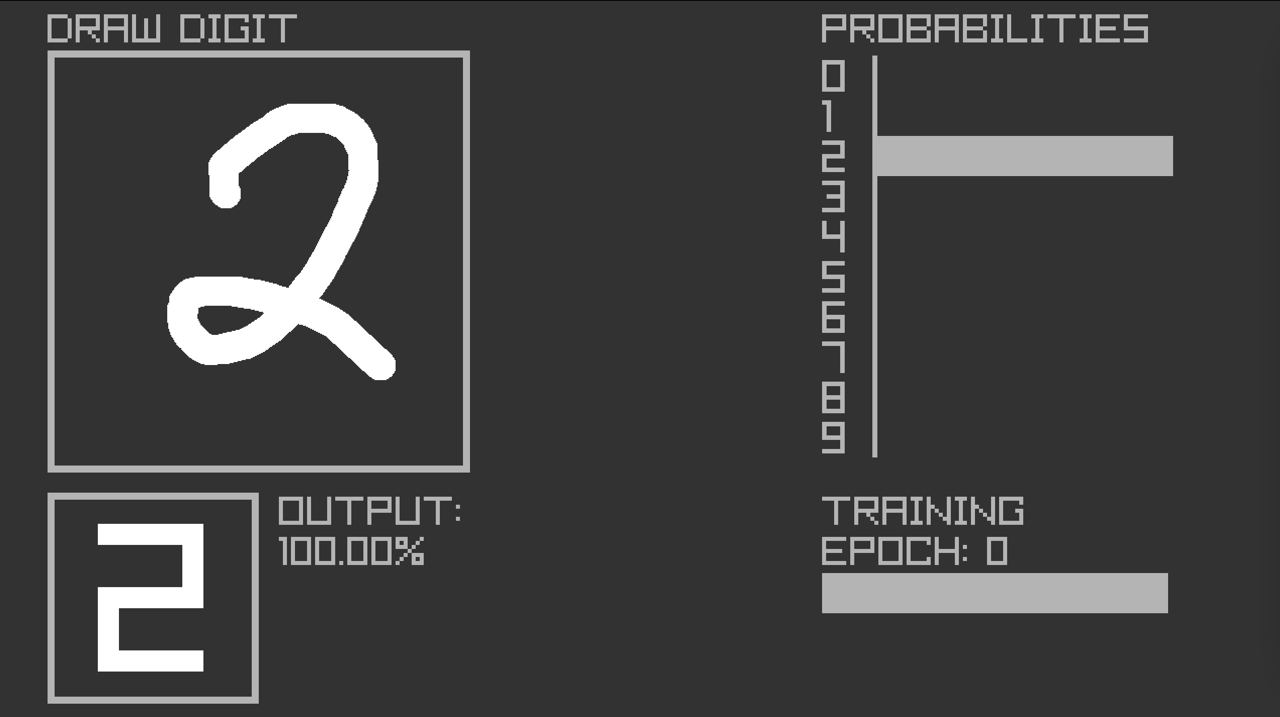 DRAW DIGIT
2
2
OUTPUT:
100.00%
PROBABILITIES
0
1
2
3
4
5
6
7
8
9
TRAINING
EPOCH: 0